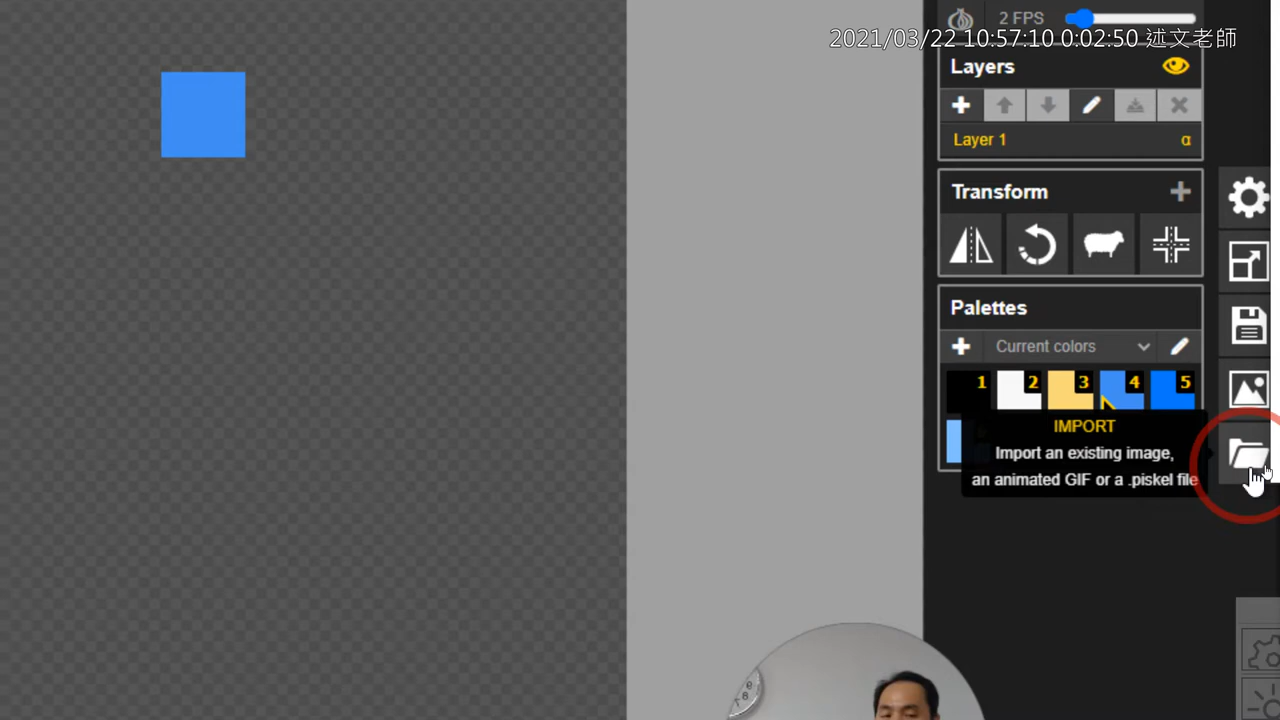 2 FPS
2021/03/22 10:57:10 0:02:50 述文老師
Layers
Layer 1 α
Transform
Palettes
Current colors
1 2 3 4 5
IMPORT
Import an existing image,
an animated GIF or a .piskel file